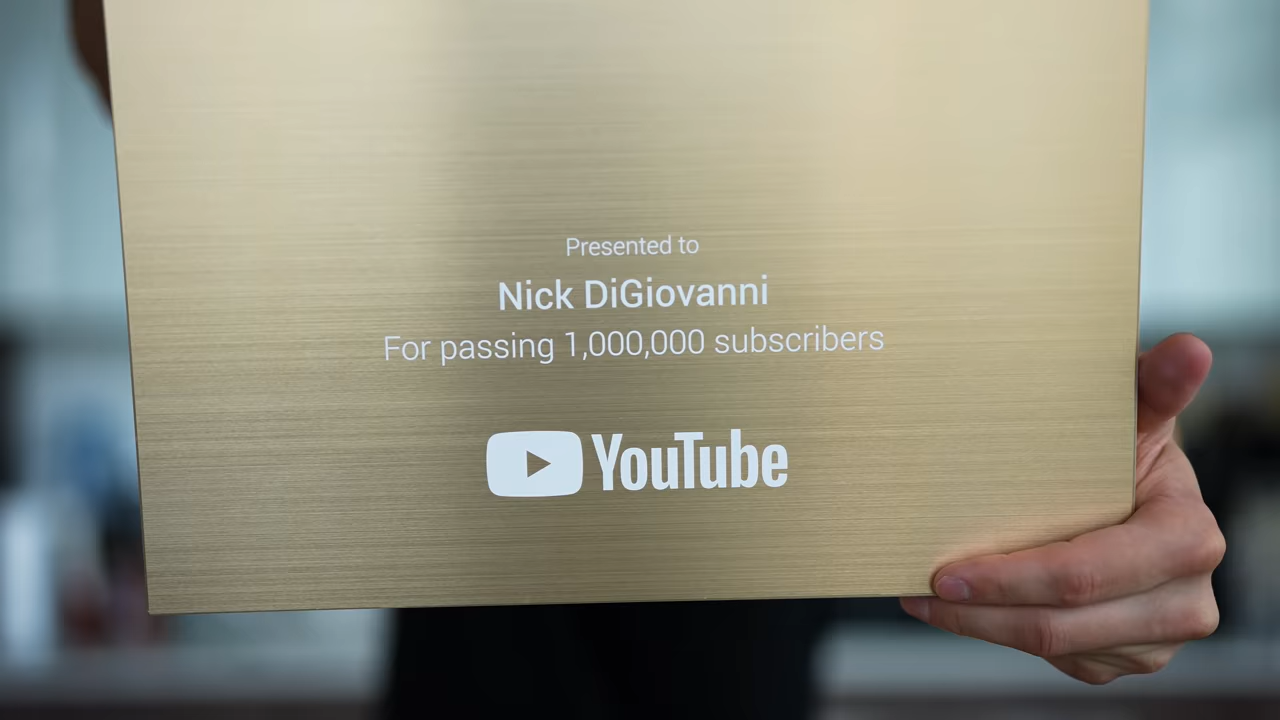 Presented to
Nick DiGiovanni
For passing 1,000,000 subscribers
YouTube